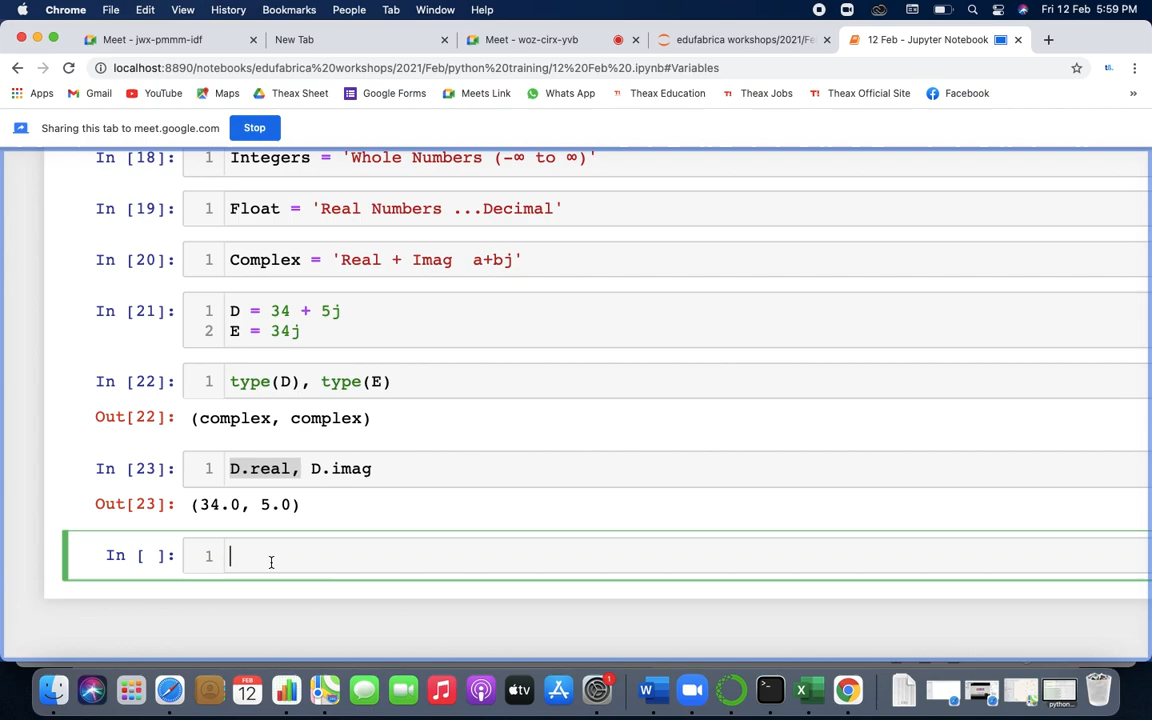 Chrome File Edit View History Bookmarks People Tab Window Help Fri 12 Feb 5:59 PM
Meet - jwx-pmmm-idf New Tab Meet - woz-cirx-yvb edufabrica workshops/2021/Fe 12 Feb - Jupyter Notebook
localhost:8890/notebooks/edufabrica%20workshops/2021/Feb/python%20training/12%20Feb%20.ipynb#Variables
Apps Gmail YouTube Maps Theax Sheet Google Forms Meets Link Whats App Theax Education Theax Jobs Theax Official Site Facebook
Sharing this tab to meet.google.com Stop
In [18]: 1 Integers = 'Whole Numbers (-∞ to ∞)'
In [19]: 1 Float = 'Real Numbers ...Decimal'
In [20]: 1 Complex = 'Real + Imag a+bj'
In [21]: 1 D = 34 + 5j
2 E = 34j
In [22]: 1 type(D), type(E)
Out[22]: (complex, complex)
In [23]: 1 D.real, D.imag
Out[23]: (34.0, 5.0)
In [ ]: 1
FEB
12
1
python...